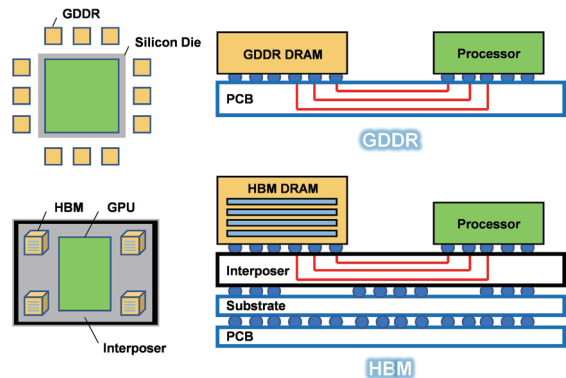 GDDR
Silicon Die
GDDR DRAM
Processor
PCB
GDDR
HBM
GPU
Interposer
HBM DRAM
Processor
Interposer
Substrate
PCB
HBM